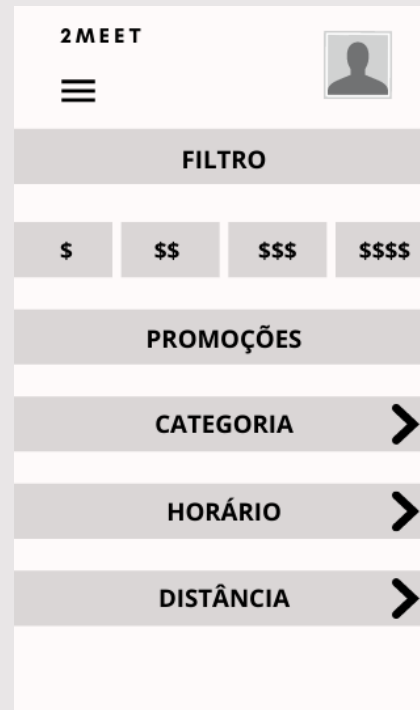 2MEET
FILTRO
$ $$ $$$ $$$$
PROMOÇÕES
CATEGORIA
HORÁRIO
DISTÂNCIA